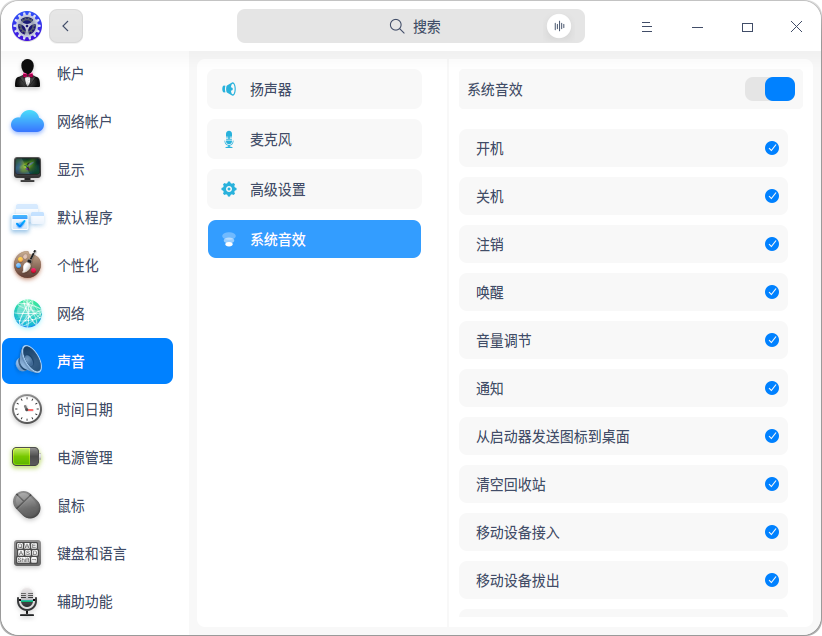 搜索
帐户
网络帐户
显示
默认程序
个性化
网络
声音
时间日期
电源管理
鼠标
键盘和语言
辅助功能
扬声器
麦克风
高级设置
系统音效
系统音效
开机
关机
注销
唤醒
音量调节
通知
从启动器发送图标到桌面
清空回收站
移动设备接入
移动设备拔出